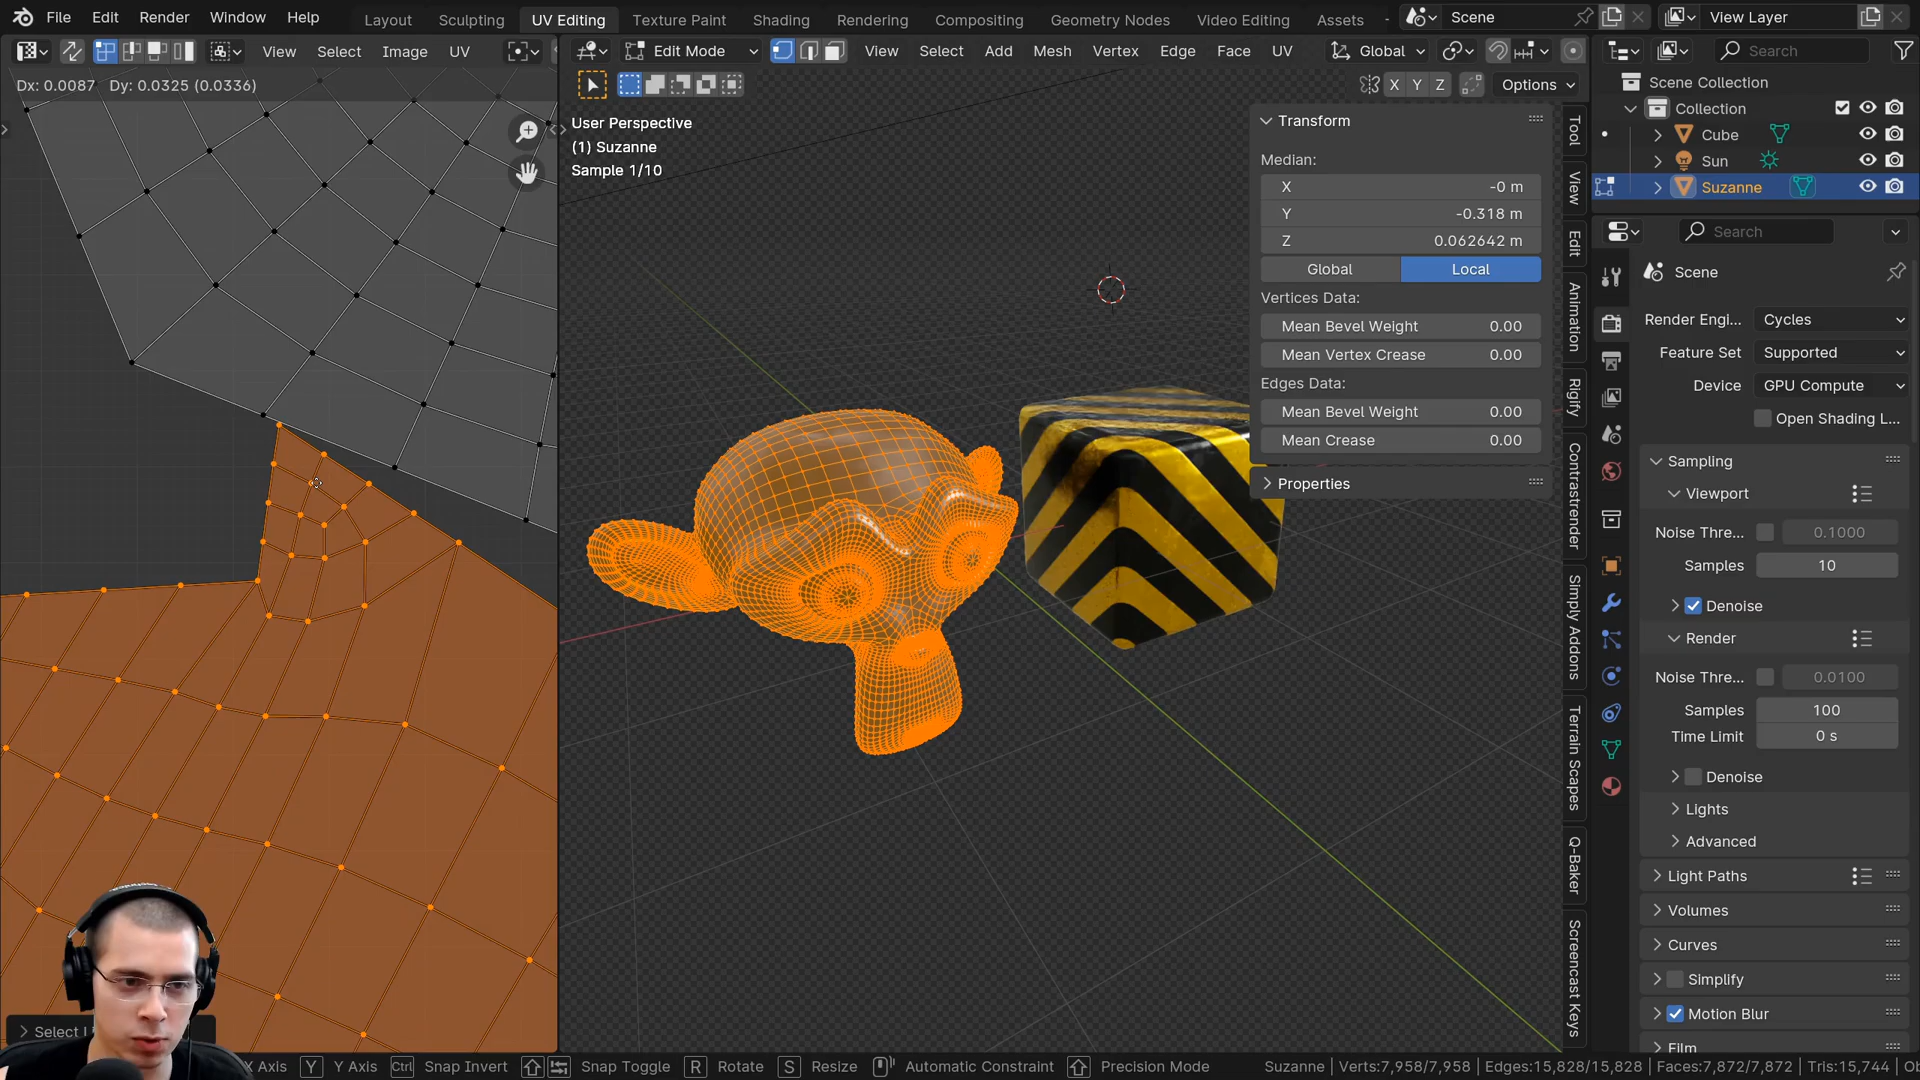 File Edit Render Window Help Layout Sculpting UV Editing Texture Paint Shading Rendering Compositing Geometry Nodes Video Editing Assets Scene View Layer
View Select Image UV Edit Mode View Select Add Mesh Vertex Edge Face UV Global Search
Dx: 0.0087 Dy: 0.0325 (0.0336)
X Y Z Options
User Perspective
(1) Suzanne
Sample 1/10
Transform
Median:
X -0 m
Y -0.318 m
Z 0.062642 m
Global Local
Vertices Data:
Mean Bevel Weight 0.00
Mean Vertex Crease 0.00
Edges Data:
Mean Bevel Weight 0.00
Mean Crease 0.00
Properties
Tool
View
Edit
Animation
Rigify
Contrastrender
Simply Addons
Terrain Scapes
Q-Baker
Screencast Keys
Scene Collection
Collection
Cube
Sun
Suzanne
Search
Scene
Render Engi... Cycles
Feature Set Supported
Device GPU Compute
Open Shading L...
Sampling
Viewport
Noise Thre... 0.1000
Samples 10
Denoise
Render
Noise Thre... 0.0100
Samples 100
Time Limit 0 s
Denoise
Lights
Advanced
Light Paths
Volumes
Curves
Simplify
Motion Blur
Film
Select
X Axis Y Y Axis Ctrl Snap Invert Snap Toggle R Rotate S Resize Automatic Constraint Precision Mode Suzanne | Verts:7,958/7,958 | Edges:15,828/15,828 | Faces:7,872/7,872 | Tris:15,744 | Ob